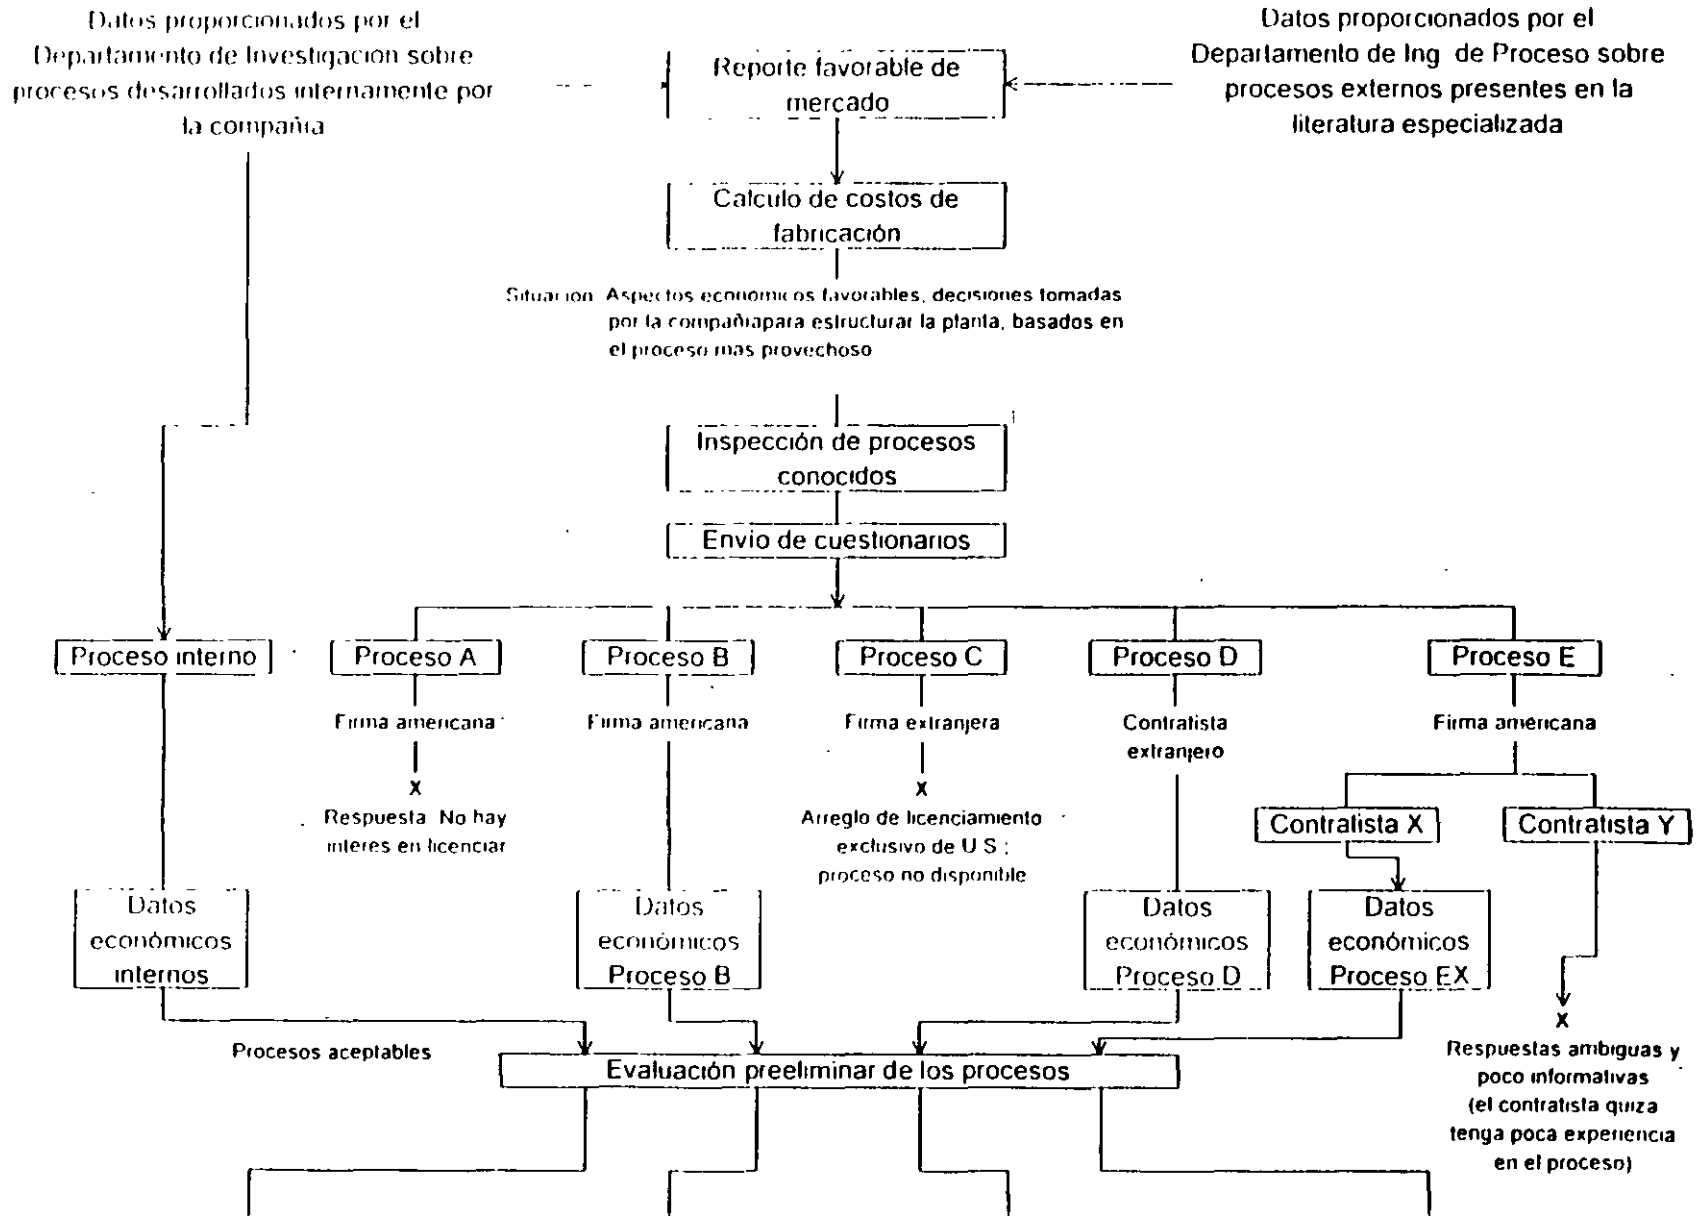 Datos proporcionados por el
Departamento de Investigación sobre
procesos desarrollados internamente por
la compañia
Reporte favorable de
mercado
Datos proporcionados por el
Departamento de Ing de Proceso sobre
procesos externos presentes en la
literatura especializada
Calculo de costos de
fabricación
Situacion Aspectos economicos favorables, decisiones tomadas
por la compañiapara estructurar la planta, basados en
el proceso mas provechoso
Inspección de procesos
conocidos
Envio de cuestionarios
Proceso interno
Proceso A
Proceso B
Proceso C
Proceso D
Proceso E
Firma americana
Firma americana
Firma extranjera
Contratista
extranjero
Firma americana
X
Respuesta No hay
interes en licenciar
X
Arreglo de licenciamiento
exclusivo de U S ;
proceso no disponible
Contratista X
Contratista Y
Datos
económicos
internos
Datos
económicos
Proceso B
Datos
económicos
Proceso D
Datos
económicos
Proceso EX
X
Respuestas ambiguas y
poco informativas
(el contratista quiza
tenga poca experiencia
en el proceso)
Procesos aceptables
Evaluación preeliminar de los procesos